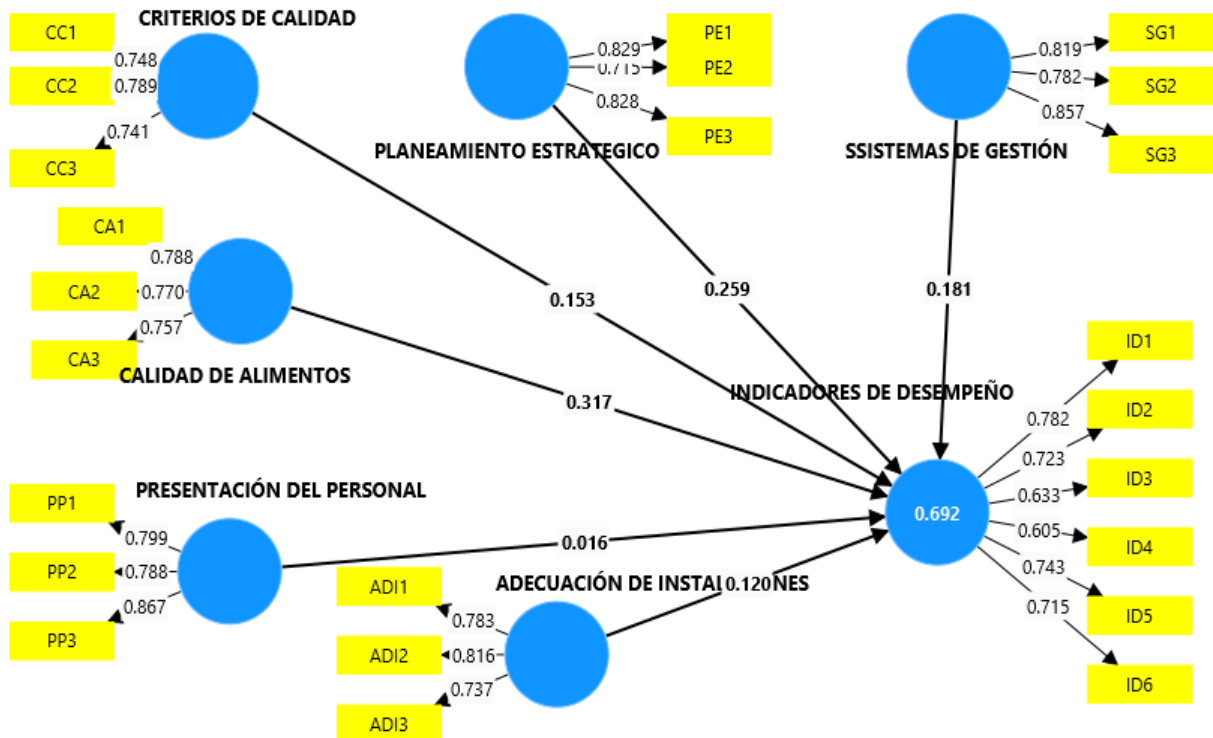 CRITERIOS DE CALIDAD
CC1
CC2
CC3
0.748
0.789
0.741
PE1
PE2
PE3
0.829
0.715
0.828
PLANEAMIENTO ESTRATEGICO
SG1
SG2
SG3
0.819
0.782
0.857
SSISTEMAS DE GESTIÓN
CA1
CA2
CA3
0.788
0.770
0.757
CALIDAD DE ALIMENTOS
0.153
0.259
0.181
0.317
INDICADORES DE DESEMPEÑO
0.692
ID1
ID2
ID3
ID4
ID5
ID6
0.782
0.723
0.633
0.605
0.743
0.715
PRESENTACIÓN DEL PERSONAL
PP1
PP2
PP3
0.799
0.788
0.867
0.016
ADECUACIÓN DE
0.120
ADI1
ADI2
ADI3
0.783
0.816
0.737